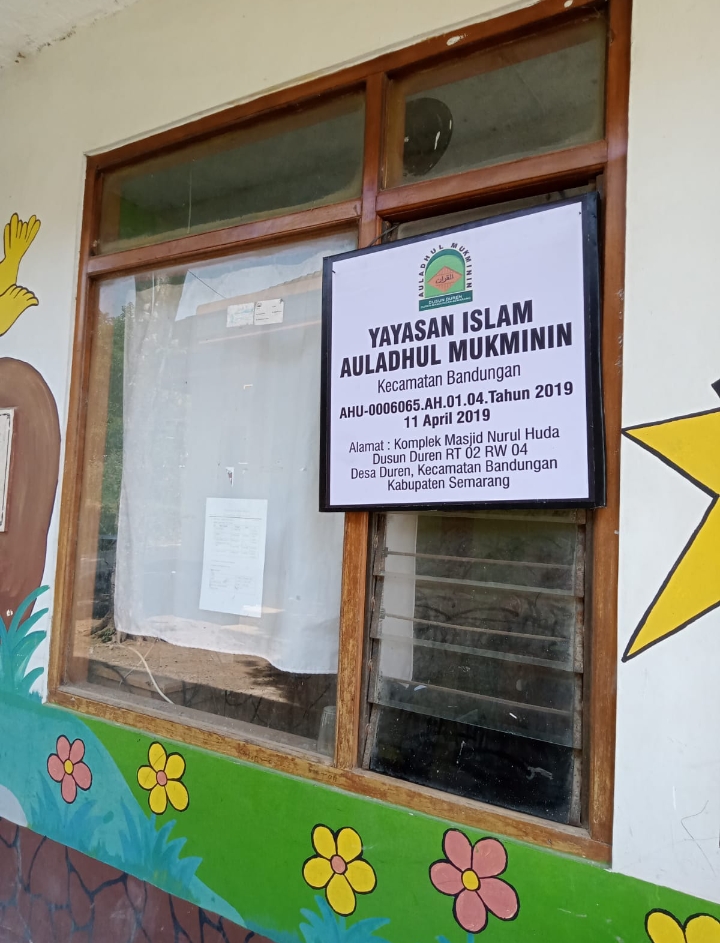 AULADHUL MUKMININ
القرآن
DUSUN DUREN
YAYASAN ISLAM
AULADHUL MUKMININ
Kecamatan Bandungan
AHU-0006065.AH.01.04.Tahun 2019
11 April 2019
Alamat : Komplek Masjid Nurul Huda
Dusun Duren RT 02 RW 04
Desa Duren, Kecamatan Bandungan
Kabupaten Semarang